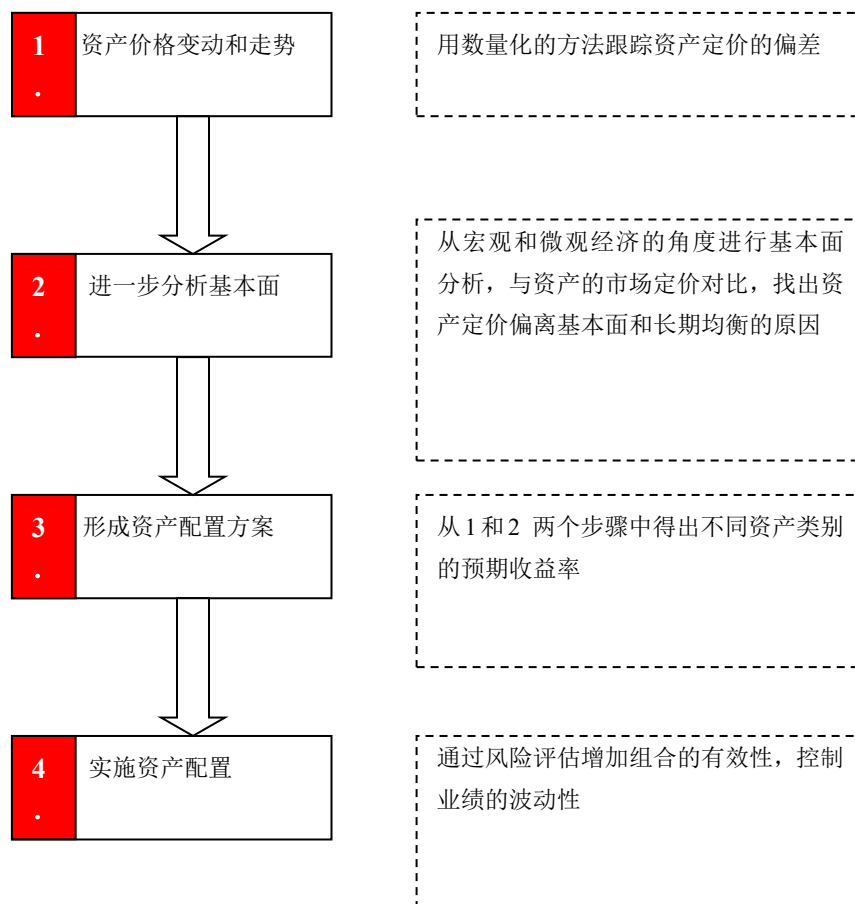 1
.
资产价格变动和走势
用数量化的方法跟踪资产定价的偏差
2
.
进一步分析基本面
从宏观和微观经济的角度进行基本面
分析，与资产的市场定价对比，找出资
产定价偏离基本面和长期均衡的原因
3
.
形成资产配置方案
从1和2 两个步骤中得出不同资产类别
的预期收益率
4
.
实施资产配置
通过风险评估增加组合的有效性，控制
业绩的波动性